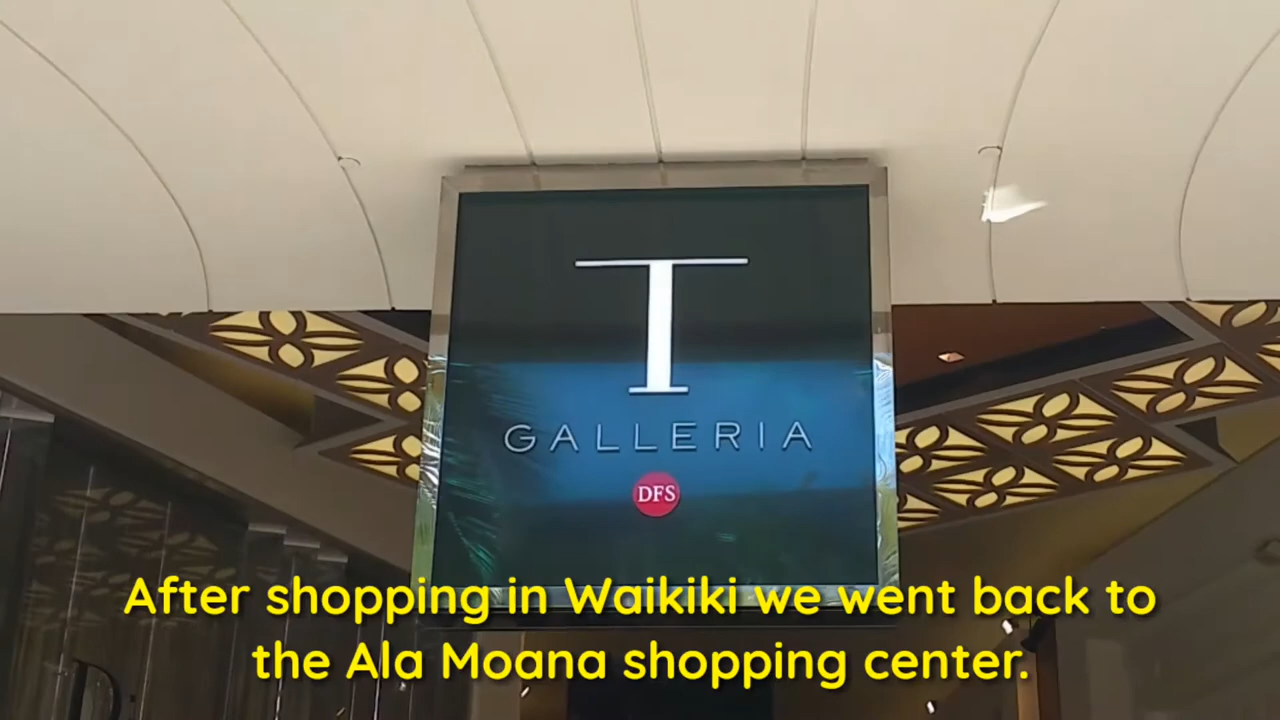 T
GALLERIA
DFS
After shopping in Waikiki we went back to
the Ala Moana shopping center.